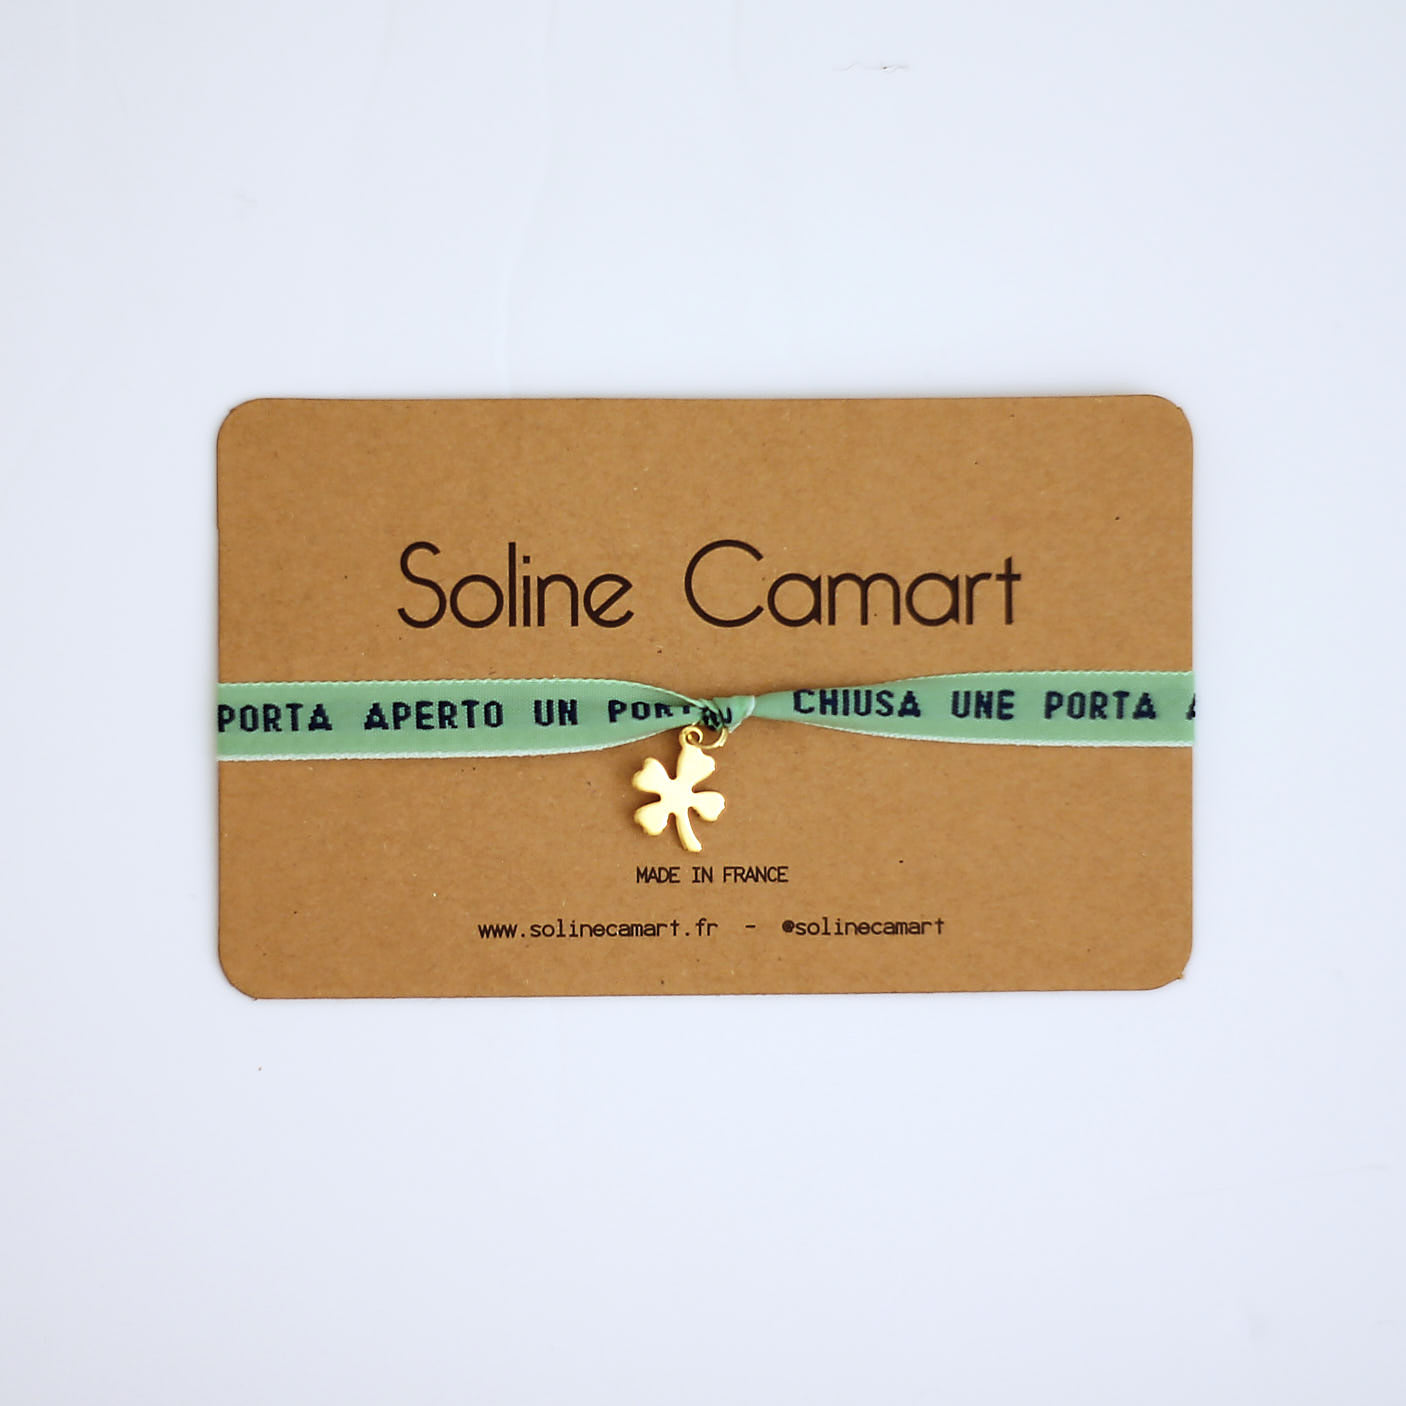 Soline Camart
PORTA APERTO UN CHIUSA UNE PORTA
MADE IN FRANCE
www.solinecamart.fr - @solinecamart